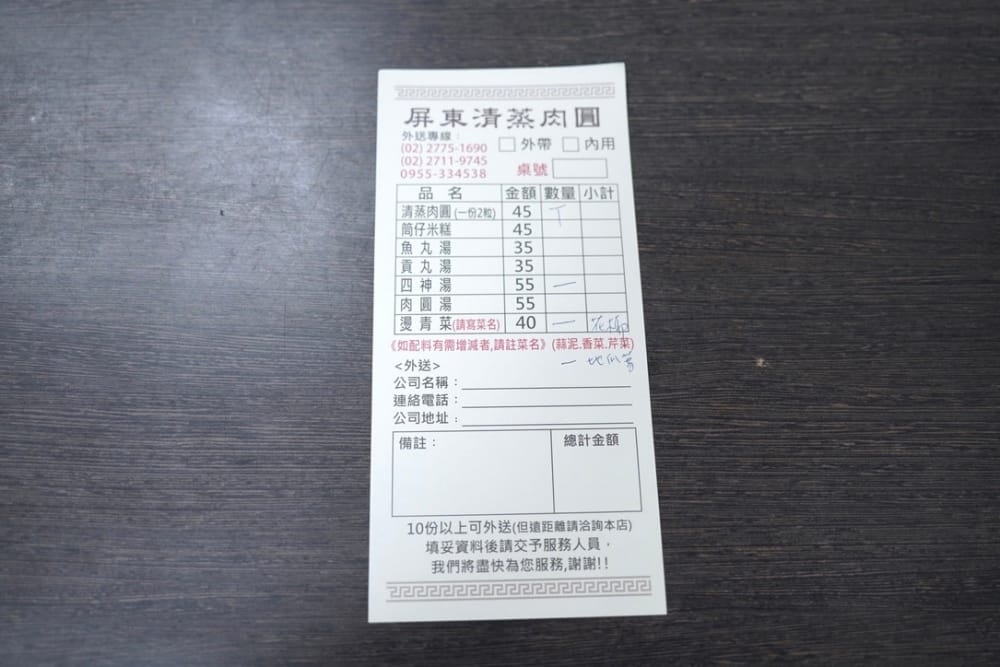 屏東清蒸肉圓
外送專線：
(02) 2775-1690 □ 外帶 □ 內用
(02) 2711-9745
0955-334538 桌號
品名 金額 數量 小計
清蒸肉圓(一份2粒) 45 丅
筒仔米糕 45
魚丸湯 35
貢丸湯 35
四神湯 55 一
肉圓湯 55
燙青菜(請寫菜名) 40 一
《如配料有需增減者,請註菜名》(蒜泥.香菜.芹菜)
一 地瓜葉
<外送>
公司名稱：
連絡電話：
公司地址：
備註： 總計金額
10份以上可外送(但遠距離請洽詢本店)
填妥資料後請交予服務人員，
我們將盡快為您服務,謝謝!!